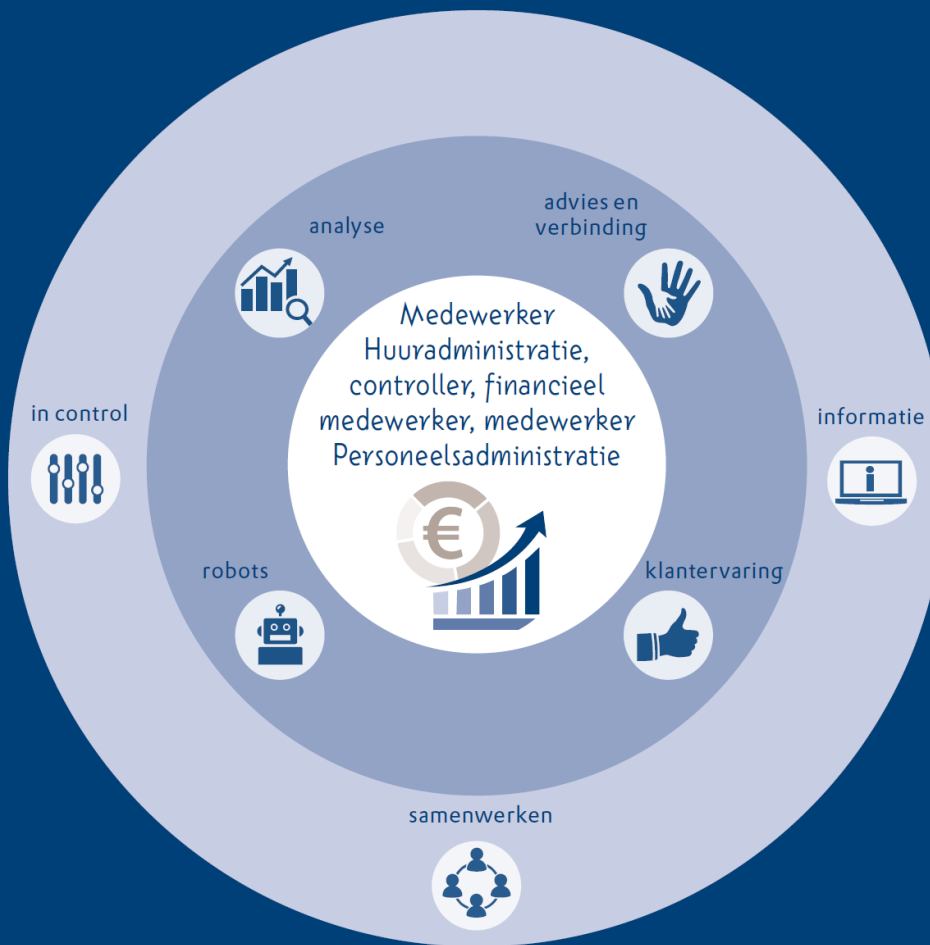 advies en
verbinding
analyse
Medewerker
Huuradministratie,
controller, financieel
medewerker, medewerker
Personeelsadministratie
€
in control
informatie
i
robots
klantervaring
samenwerken